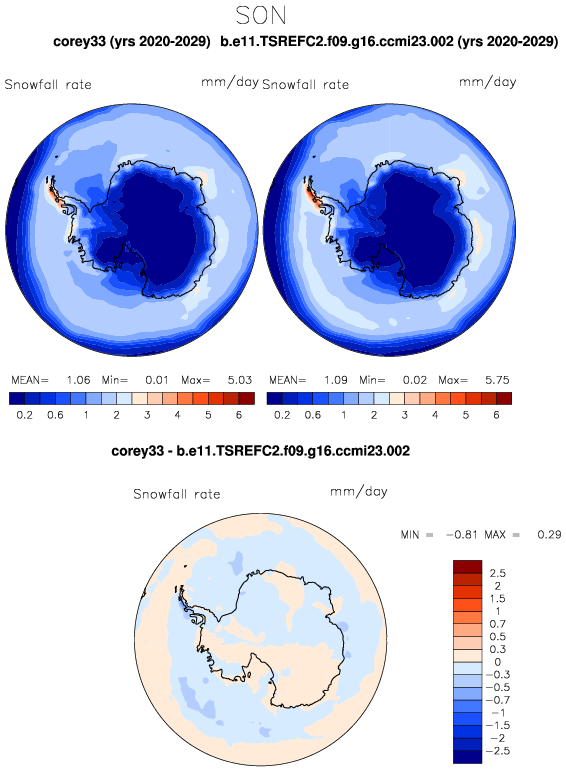 SON
corey33 (yrs 2020-2029) b.e11.TSREFC2.f09.g16.ccmi23.002 (yrs 2020-2029)
Snowfall rate mm/day Snowfall rate mm/day
MEAN= 1.06 Min= 0.01 Max= 5.03 MEAN= 1.09 Min= 0.02 Max= 5.75
0.2 0.6 1 2 3 4 5 6 0.2 0.6 1 2 3 4 5 6
corey33 - b.e11.TSREFC2.f09.g16.ccmi23.002
Snowfall rate mm/day
MIN = -0.81 MAX = 0.29
2.5
2
1.5
1
0.7
0.5
0.3
0
-0.3
-0.5
-0.7
-1
-1.5
-2
-2.5